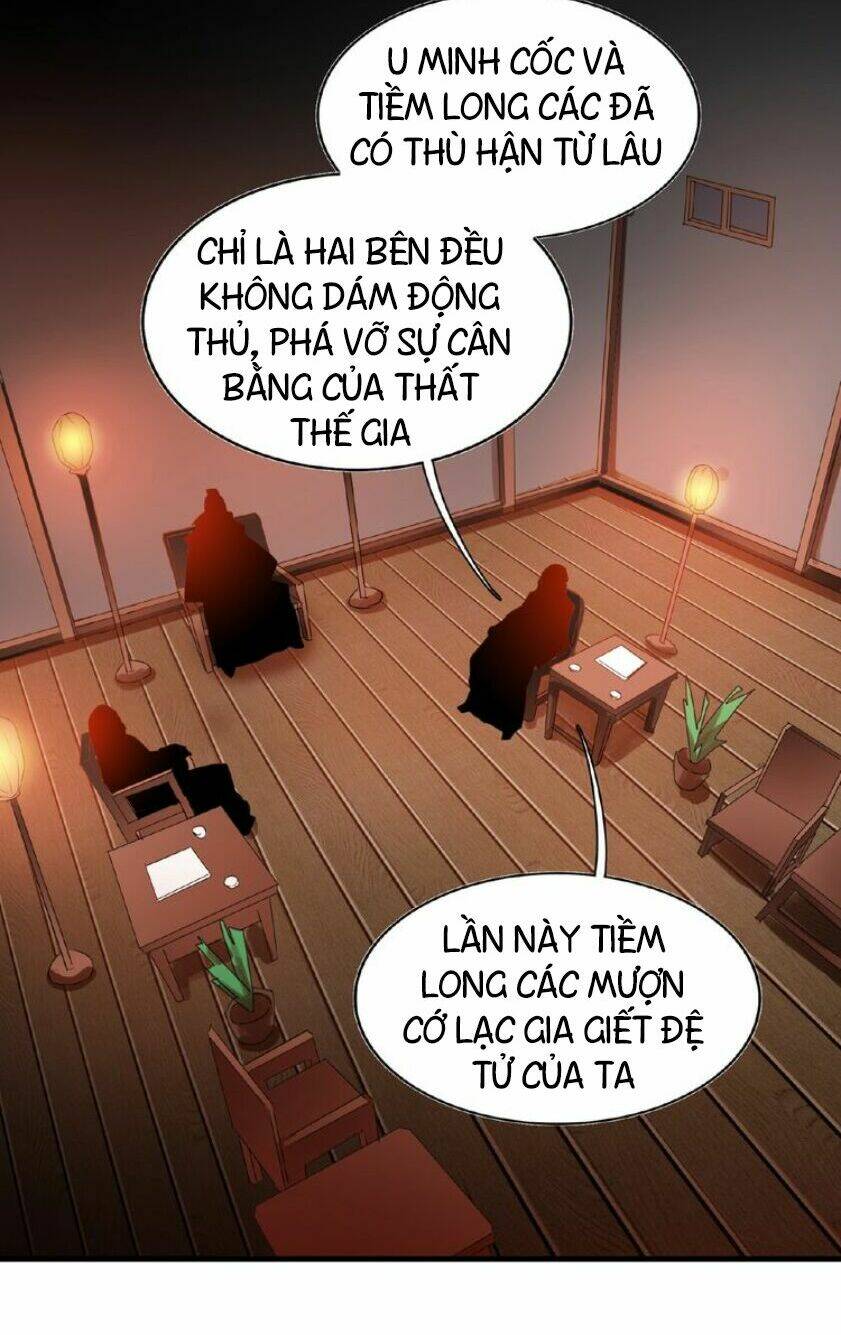 U MINH CỐC VÀ
TIỀM LONG CÁC ĐÃ
CÓ THÙ HẬN TỪ LÂU
CHỈ LÀ HAI BÊN ĐỀU
KHÔNG DÁM ĐỘNG
THỦ, PHÁ VỠ SỰ CÂN
BẰNG CỦA THẤT
THẾ GIA
LẦN NÀY TIỀM
LONG CÁC MƯỢN
CỚ LẠC GIA GIẾT ĐỆ
TỬ CỦA TA